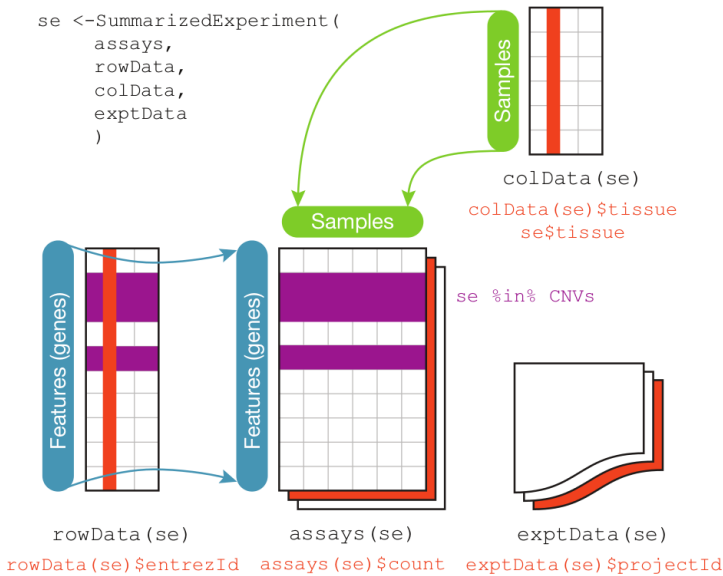 se <-SummarizedExperiment(
assays,
rowData,
colData,
exptData
)
Samples
colData(se)
colData(se)$tissue
se$tissue
Samples
Features (genes)
Features (genes)
se %in% CNVs
rowData(se)
assays(se)
exptData(se)
rowData(se)$entrezId
assays(se)$count
exptData(se)$projectId